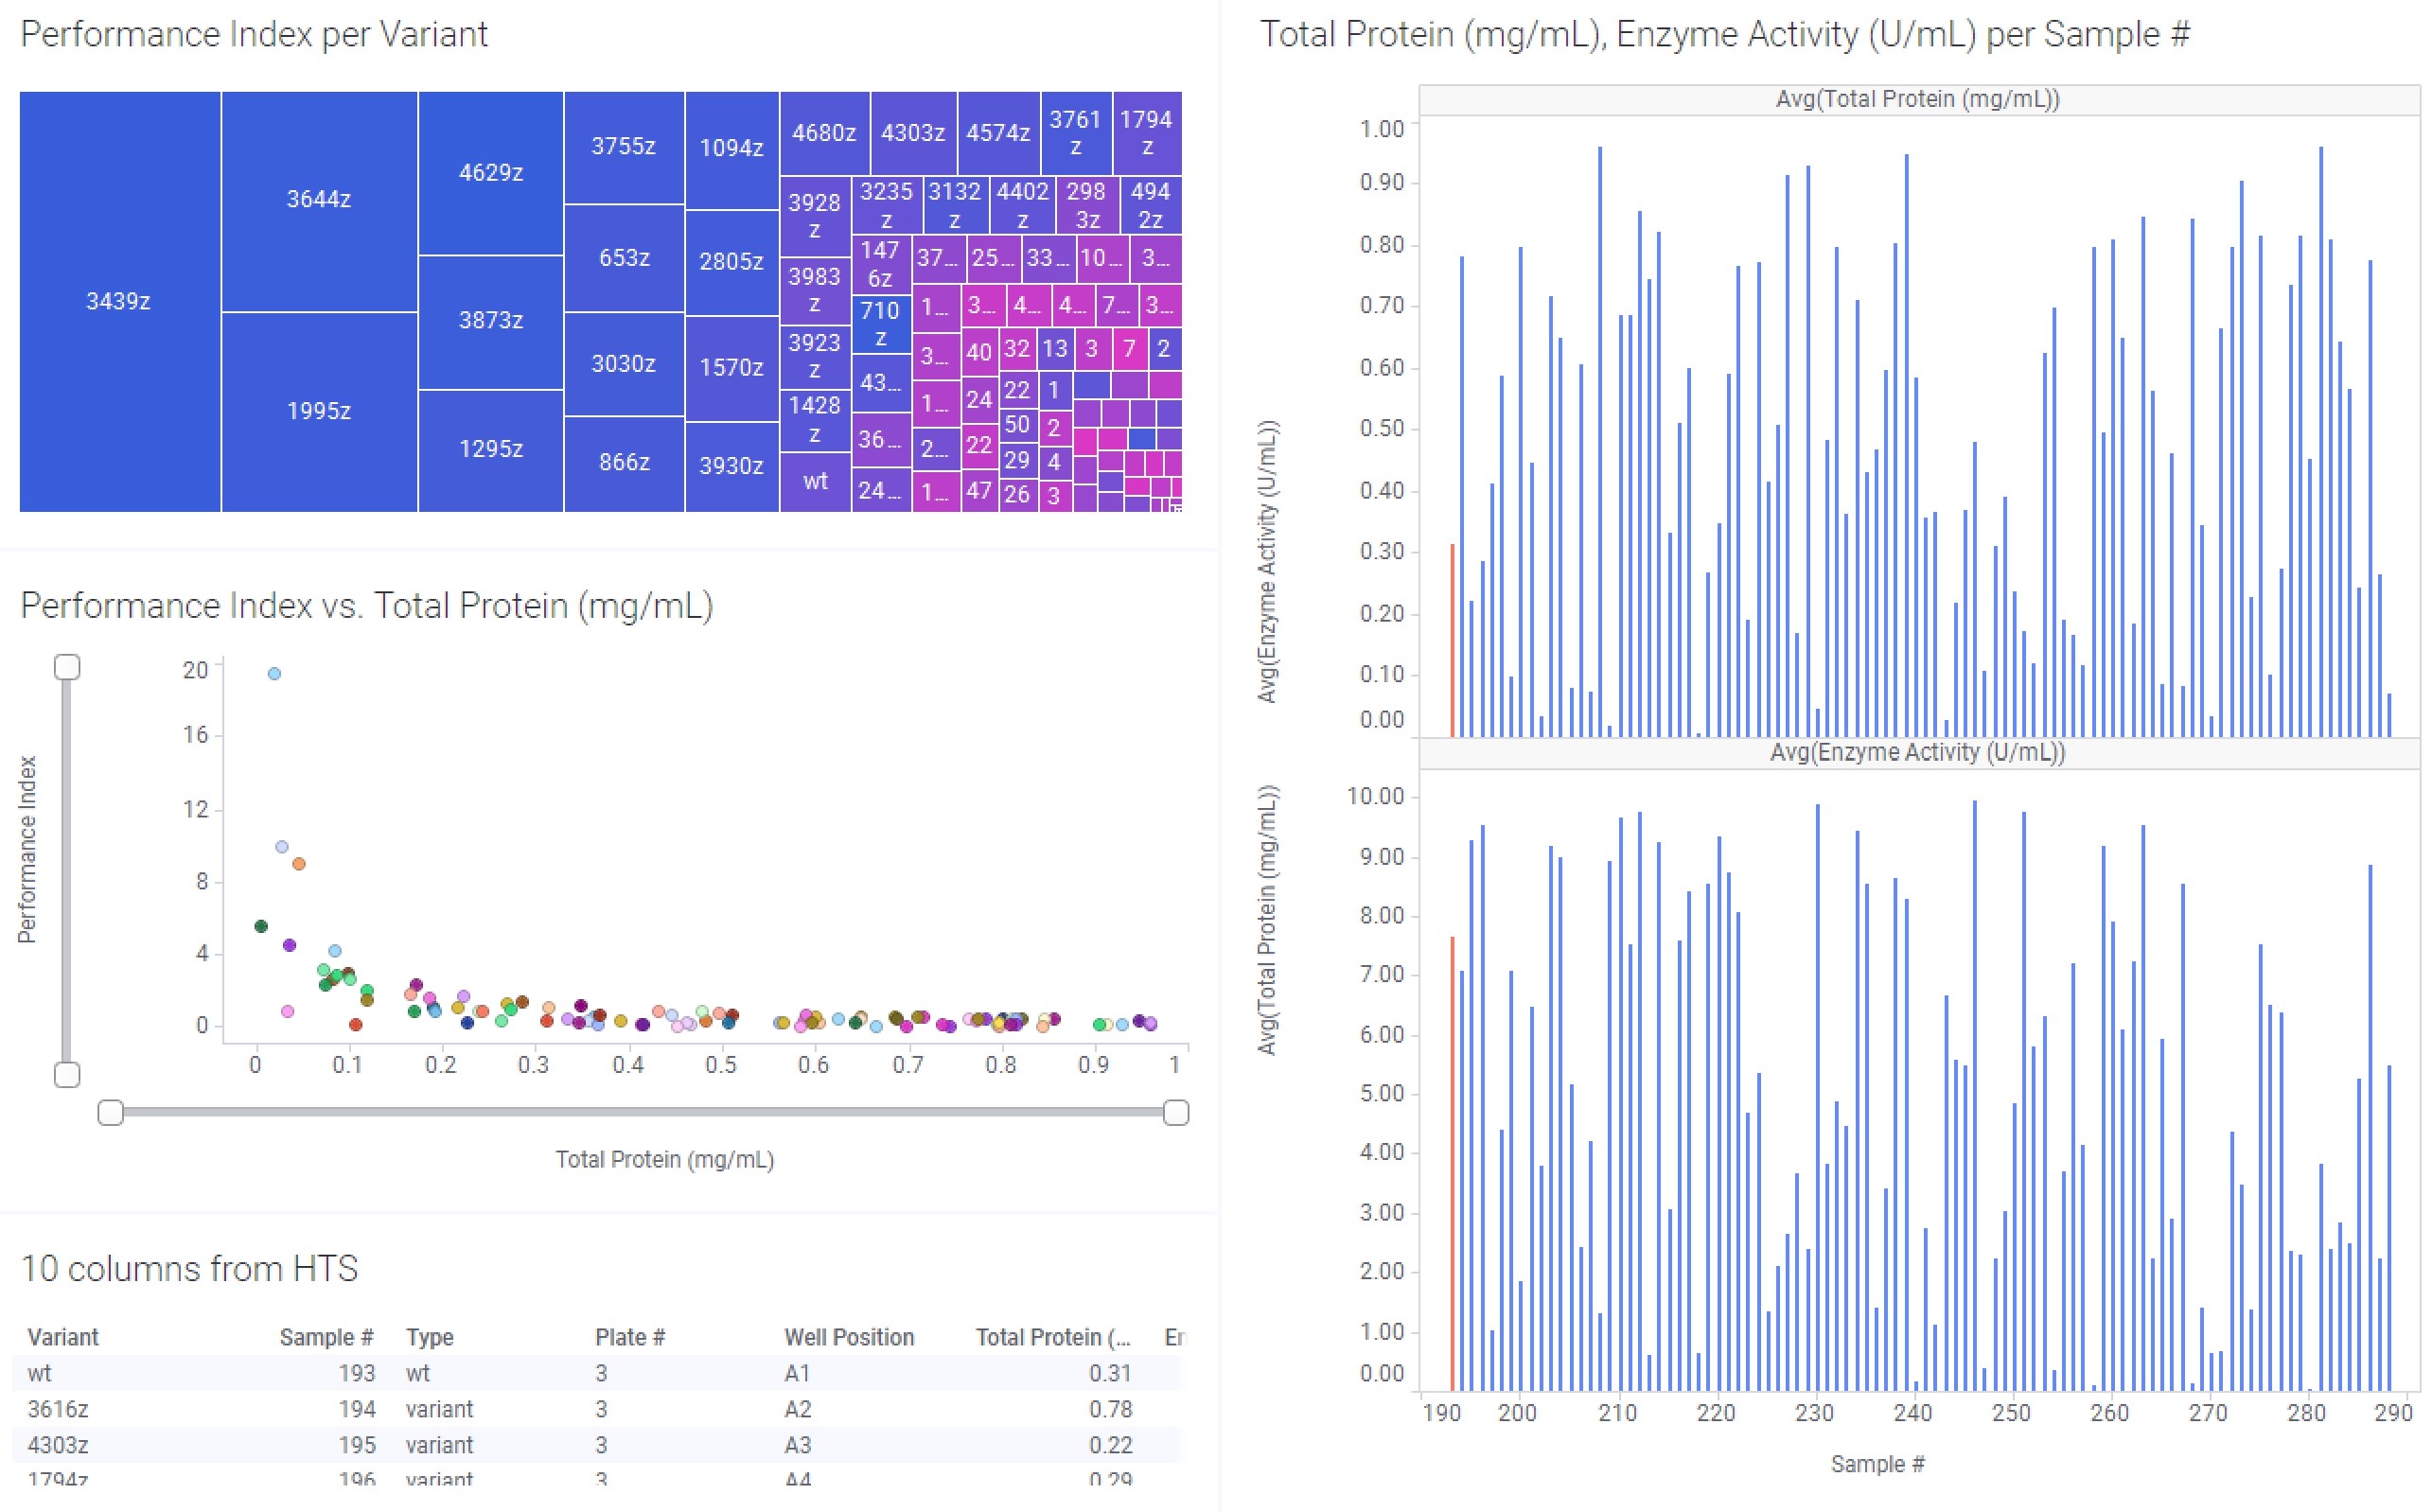 Performance Index per Variant
3439z
3644z
1995z
4629z
3873z
1295z
3755z
653z
3030z
866z
1094z
2805z
1570z
3930z
4680z
4303z
4574z
3761
z
1794
z
3928
z
3983
z
3923
z
1428
z
wt
3235
z
3132
z
4402
z
298
3z
494
2z
147
6z
710
z
43...
36...
24...
37...
25...
33...
10...
3...
1...
3...
1...
2...
1...
3...
4...
4...
7...
3...
40
24
22
47
32
13
3
7
2
22
50
29
26
1
2
4
3
Performance Index vs. Total Protein (mg/mL)
Performance Index
20
16
12
8
4
0
0 0.1 0.2 0.3 0.4 0.5 0.6 0.7 0.8 0.9 1
Total Protein (mg/mL)
10 columns from HTS
Variant Sample # Type Plate # Well Position Total Protein (... En
wt 193 wt 3 A1 0.31
3616z 194 variant 3 A2 0.78
4303z 195 variant 3 A3 0.22
1794z 196 variant 3 A4 0.29
Total Protein (mg/mL), Enzyme Activity (U/mL) per Sample #
Avg(Total Protein (mg/mL))
Avg(Enzyme Activity (U/mL))
1.00
0.90
0.80
0.70
0.60
0.50
0.40
0.30
0.20
0.10
0.00
Avg(Enzyme Activity (U/mL))
Avg(Total Protein (mg/mL))
10.00
9.00
8.00
7.00
6.00
5.00
4.00
3.00
2.00
1.00
0.00
190 200 210 220 230 240 250 260 270 280 290
Sample #